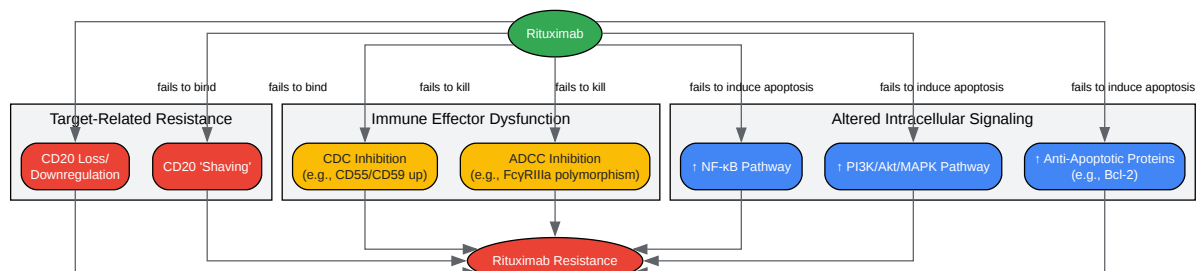 Rituximab
fails to bind
fails to bind
fails to kill
fails to kill
fails to induce apoptosis
fails to induce apoptosis
fails to induce apoptosis
Target-Related Resistance
Immune Effector Dysfunction
Altered Intracellular Signaling
CD20 Loss/
Downregulation
CD20 'Shaving'
CDC Inhibition
(e.g., CD55/CD59 up)
ADCC Inhibition
(e.g., FcγRIIIa polymorphism)
↑ NF-κB Pathway
↑ PI3K/Akt/MAPK Pathway
↑ Anti-Apoptotic Proteins
(e.g., Bcl-2)
Rituximab Resistance